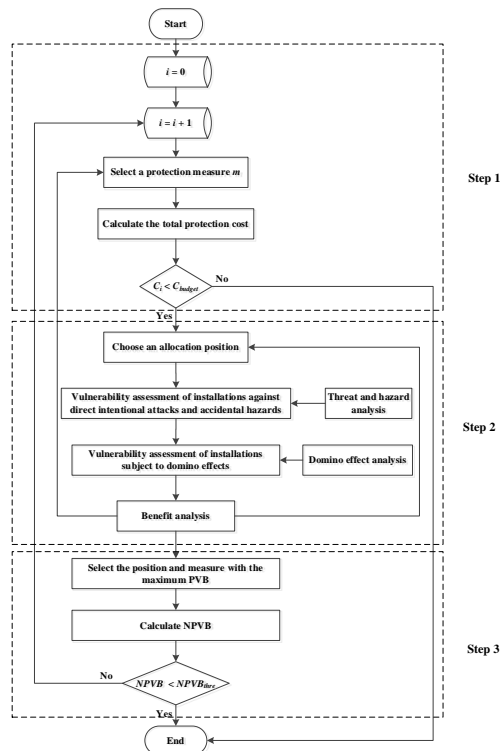 Start
i = 0
i = i + 1
Select a protection measure m
Step 1
Calculate the total protection cost
C_i < C_budget
No
Yes
Choose an allocation position
Vulnerability assessment of installations against
direct intentional attacks and accidental hazards
Threat and hazard
analysis
Step 2
Vulnerability assessment of installations
subject to domino effects
Domino effect analysis
Benefit analysis
Select the position and measure with the
maximum PVB
Calculate NPVB
Step 3
No
NPVB < NPVB_thre
Yes
End